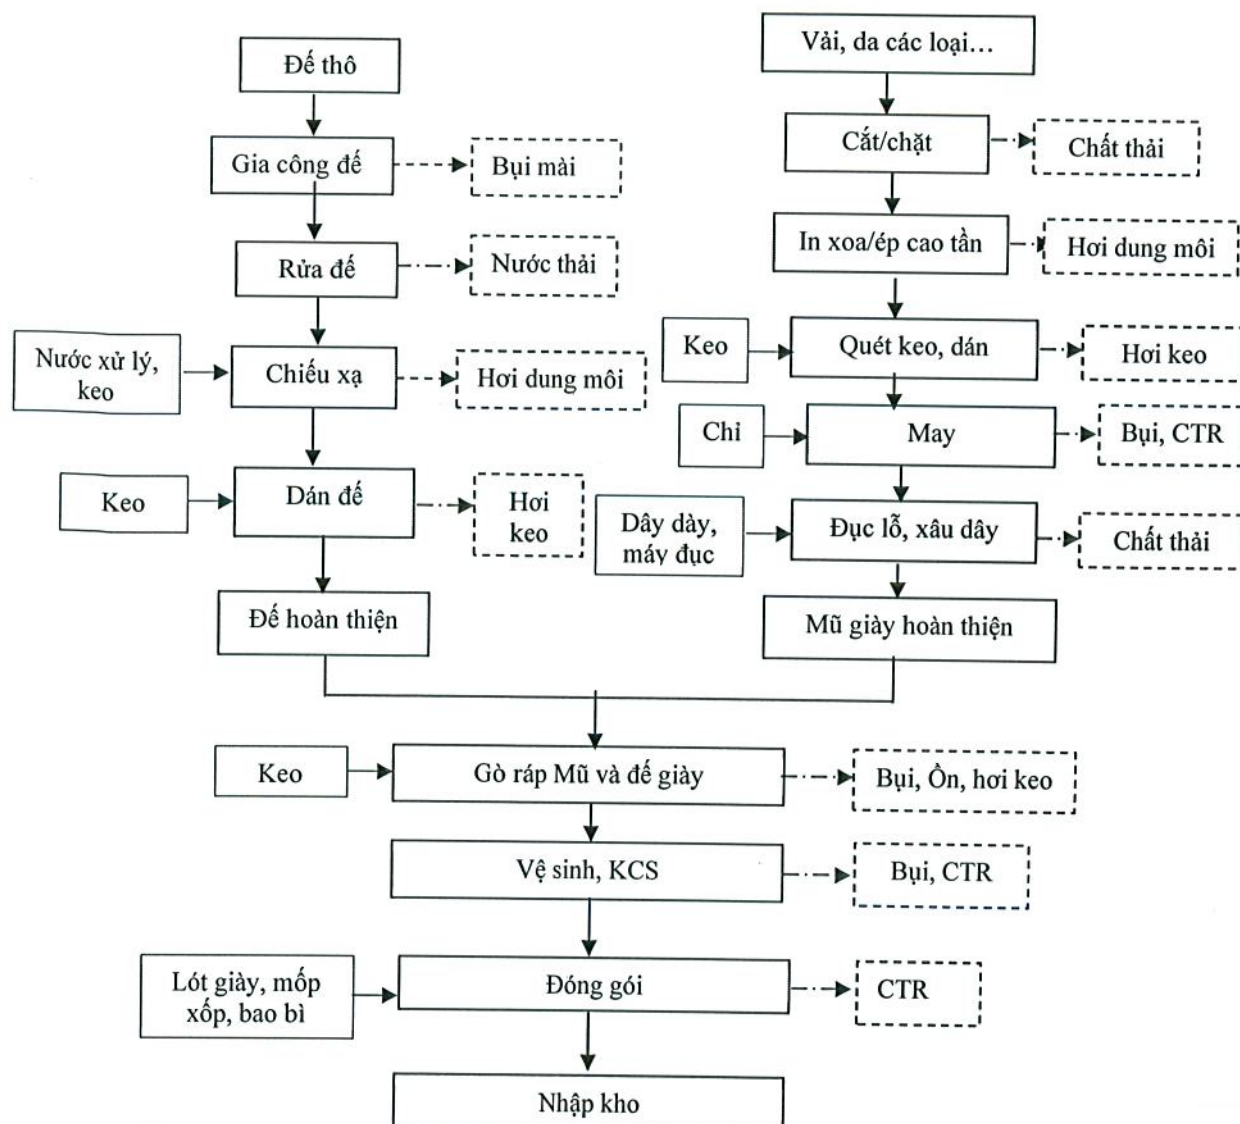 Đế thô
Gia công đế
Bụi mài
Rửa đế
Nước thải
Nước xử lý,
keo
Chiếu xạ
Hơi dung môi
Keo
Dán đế
Hơi
keo
Đế hoàn thiện
Vải, da các loại...
Cắt/chặt
Chất thải
In xoa/ép cao tần
Hơi dung môi
Keo
Quét keo, dán
Hơi keo
Chỉ
May
Bụi, CTR
Dây dày,
máy đục
Đục lỗ, xâu dây
Chất thải
Mũ giày hoàn thiện
Keo
Gò ráp Mũ và đế giày
Bụi, Ồn, hơi keo
Vệ sinh, KCS
Bụi, CTR
Lót giày, mốp
xốp, bao bì
Đóng gói
CTR
Nhập kho